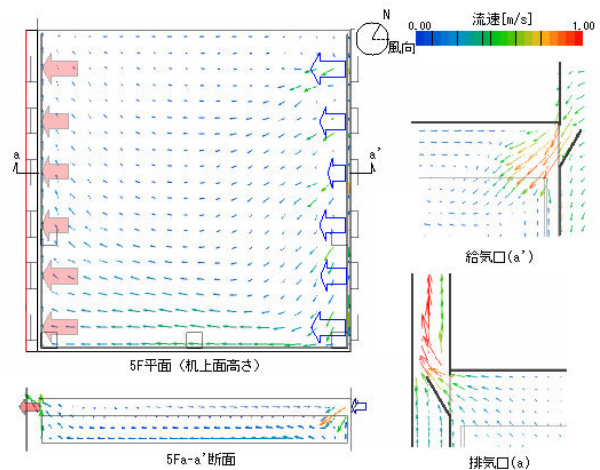 N
風向
流速[m/s]
0.00
1.00
a
a'
5F平面（机上面高さ）
給気口(a')
5Fa-a'断面
排気口(a)